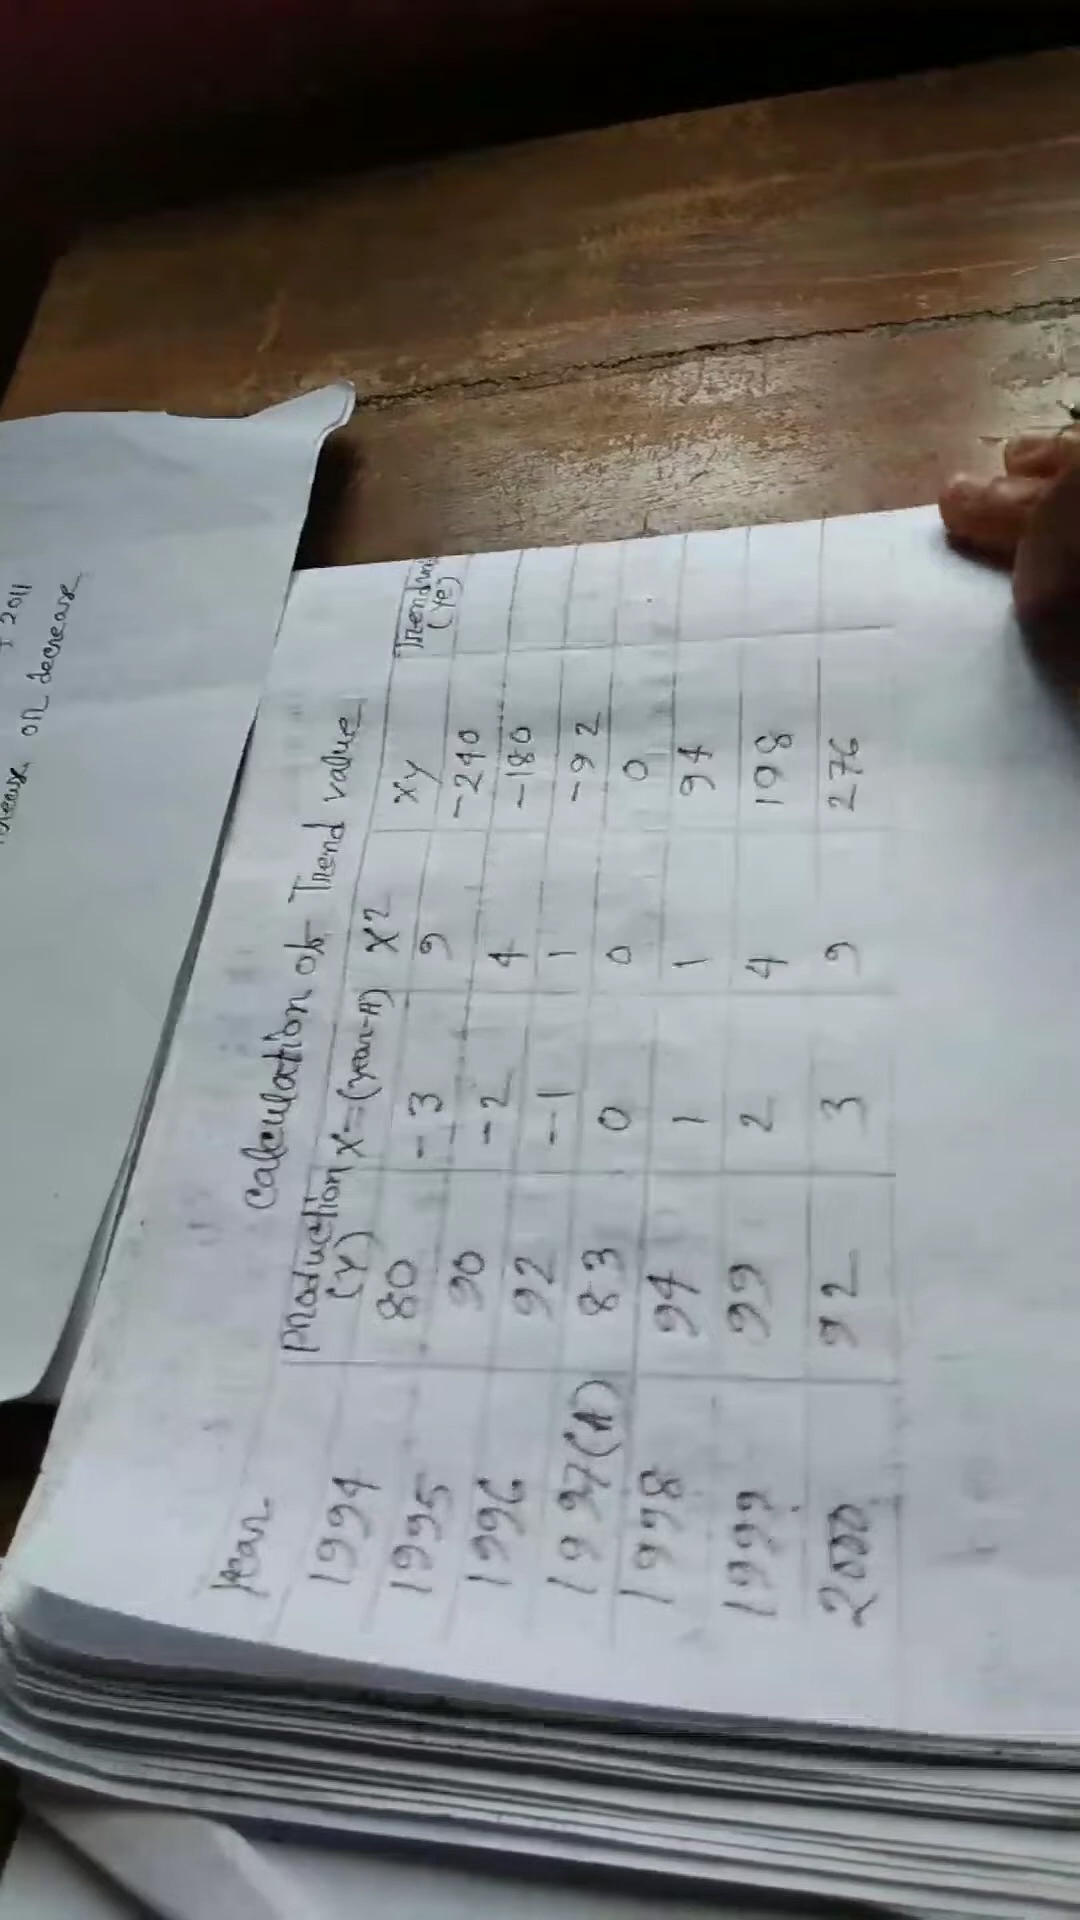 + 2011
on decrease
Calculation of Trend value
Year Production (Y) X=(year-A) X2 XY (Ye)
1994 80 -3 9 -240
1995 90 -2 4 -180
1996 92 -1 1 -92
1997(A) 83 0 0 0
1998 94 1 1 94
1999 99 2 4 198
2000 92 3 9 276